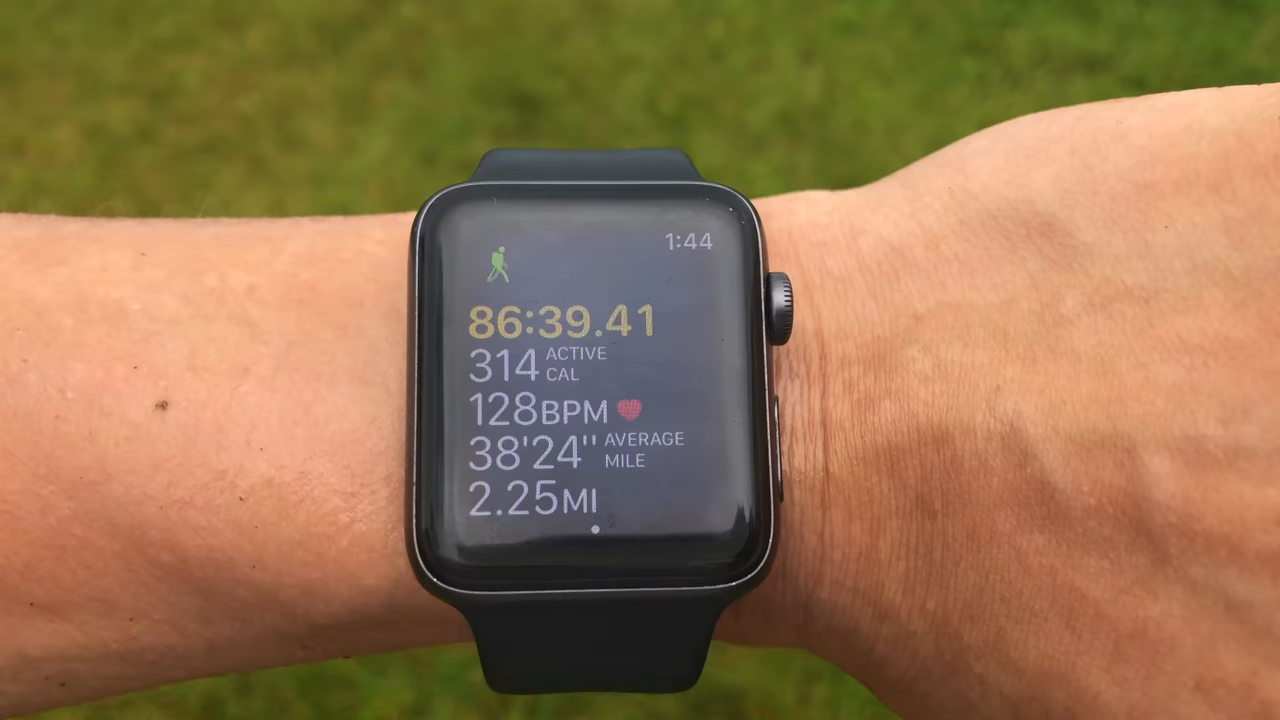 1:44
86:39.41
314 ACTIVE CAL
128BPM
38'24" AVERAGE MILE
2.25MI